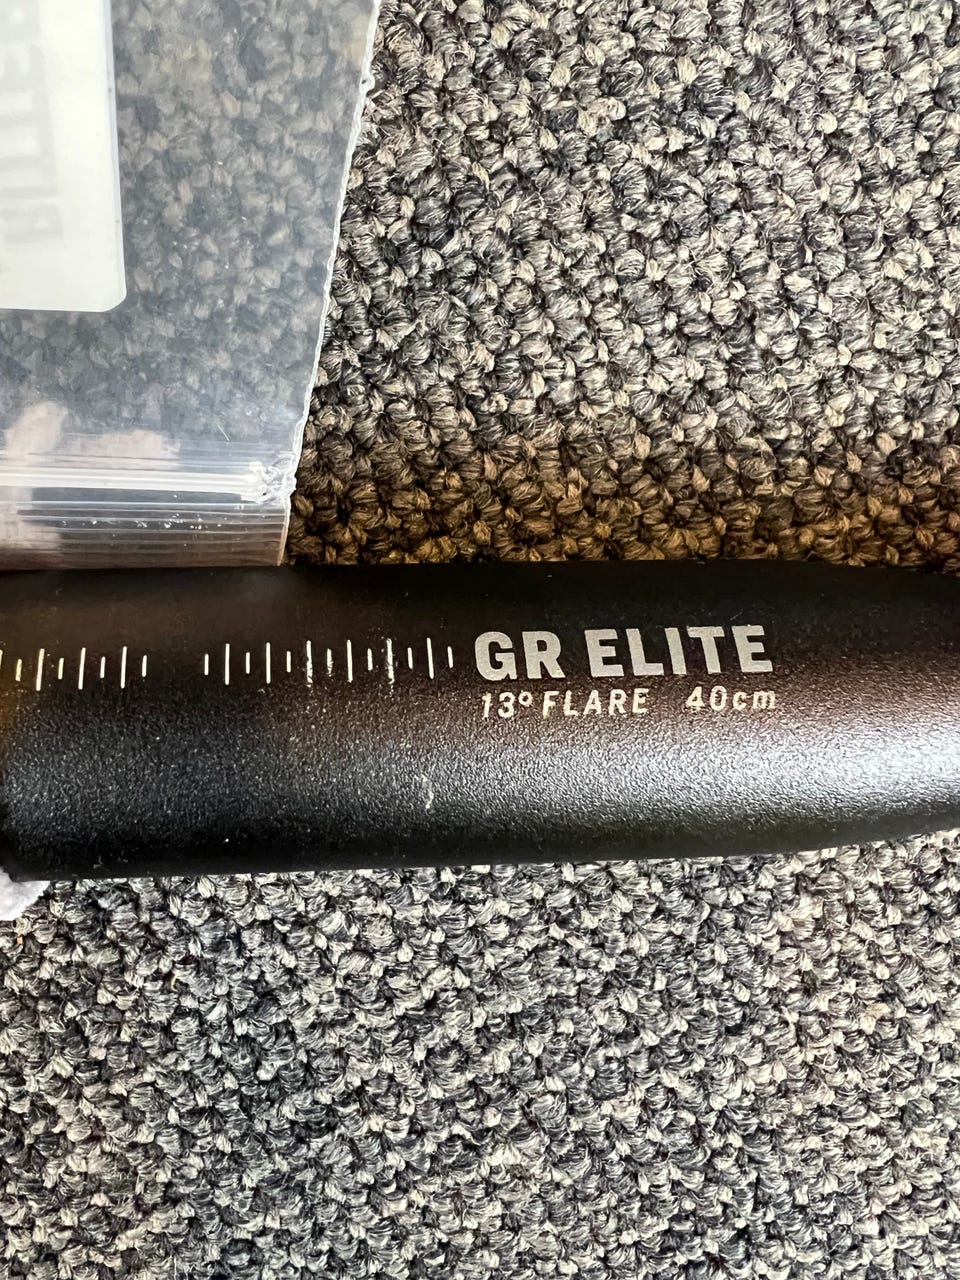 GR ELITE
13° FLARE 40cm